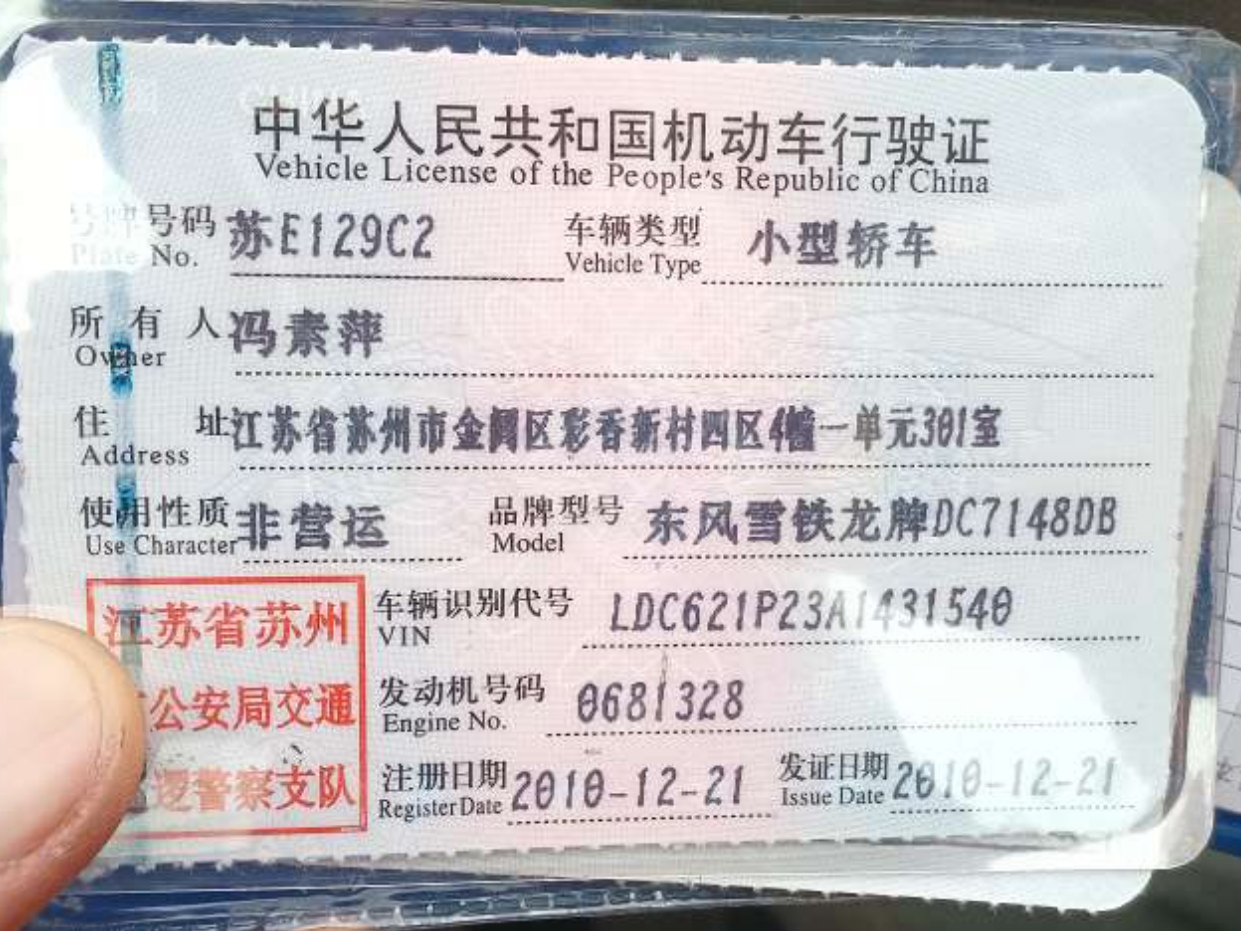 中华人民共和国机动车行驶证
Vehicle License of the People's Republic of China
号牌号码 苏E129C2 车辆类型 小型轿车
Plate No. Vehicle Type
所有人 冯素萍
Owner
住址 江苏省苏州市金阊区彩香新村四区4幢一单元301室
Address
使用性质 非营运 品牌型号 东风雪铁龙牌DC7148DB
Use Character Model
江苏省苏州
公安局交通
逻警察支队
车辆识别代号 LDC621P23A1431540
VIN
发动机号码 0681328
Engine No.
注册日期 2010-12-21 发证日期 2010-12-21
Register Date Issue Date